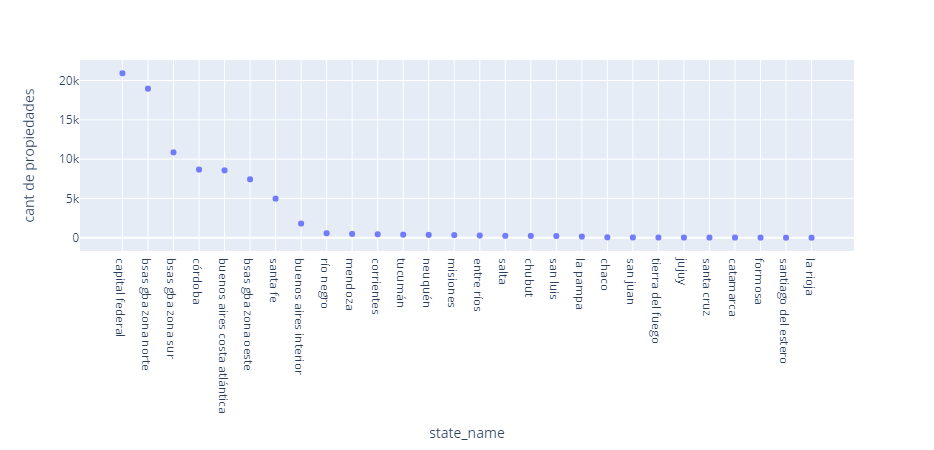 cant de propiedades
20k
15k
10k
5k
0
capital federal
bsas gba zona norte
bsas gba zona sur
córdoba
buenos aires costa atlántica
bsas gba zona oeste
santa fe
buenos aires interior
río negro
mendoza
corrientes
tucumán
neuquén
misiones
entre ríos
salta
chubut
san luis
la pampa
chaco
san juan
tierra del fuego
jujuy
santa cruz
catamarca
formosa
santiago del estero
la rioja
state_name